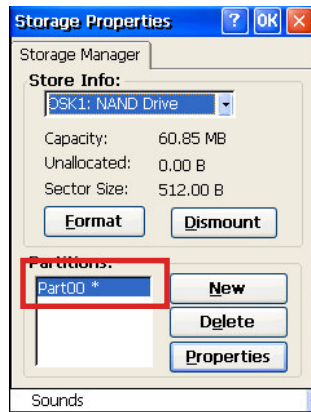 Storage Properties ? OK ×
Storage Manager
Store Info:
DSK1: NAND Drive
Capacity: 60.85 MB
Unallocated: 0.00 B
Sector Size: 512.00 B
Format Dismount
Partitions:
Part00 *
New
Delete
Properties
Sounds